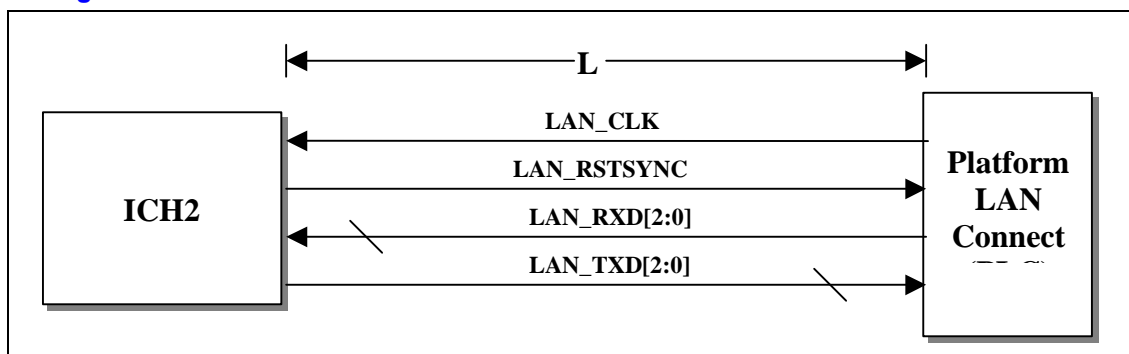 L
LAN_CLK
LAN_RSTSYNC
LAN_RXD[2:0]
LAN_TXD[2:0]
ICH2
Platform
LAN
Connect